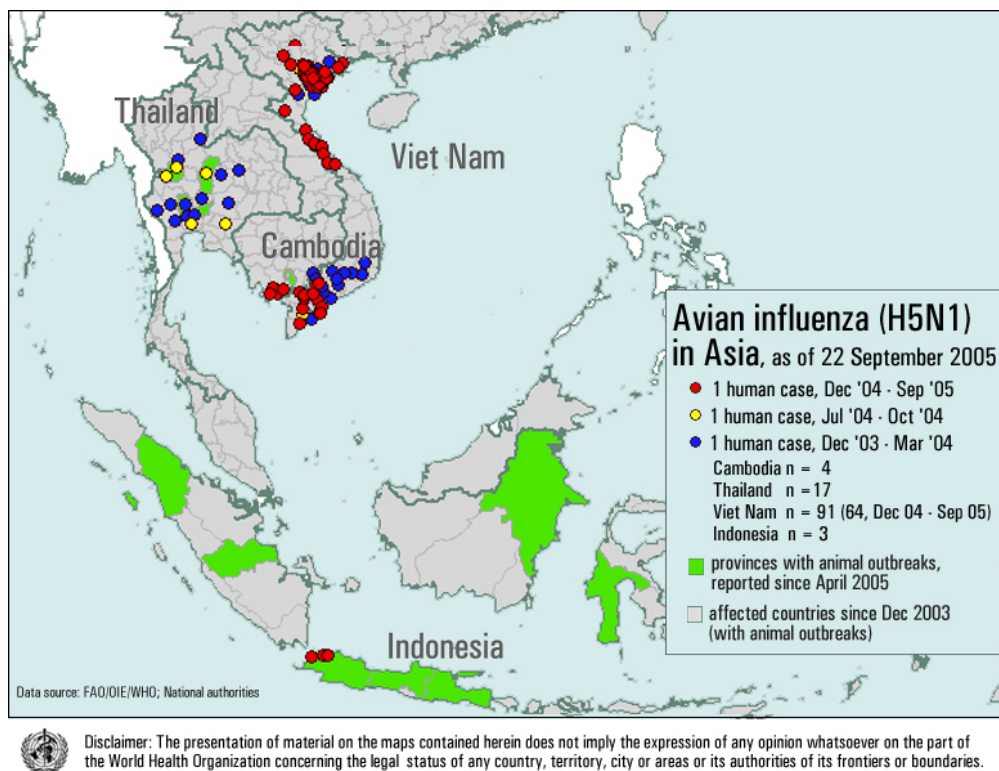 Thailand
Viet Nam
Cambodia
Avian influenza (H5N1)
in Asia, as of 22 September 2005
1 human case, Dec '04 - Sep '05
1 human case, Jul '04 - Oct '04
1 human case, Dec '03 - Mar '04
Cambodia n = 4
Thailand n = 17
Viet Nam n = 91 (64, Dec 04 - Sep 05)
Indonesia n = 3
provinces with animal outbreaks,
reported since April 2005
affected countries since Dec 2003
(with animal outbreaks)
Indonesia
Data source: FAO/OIE/WHO; National authorities
Disclaimer: The presentation of material on the maps contained herein does not imply the expression of any opinion whatsoever on the part of
the World Health Organization concerning the legal status of any country, territory, city or areas or its authorities of its frontiers or boundaries.